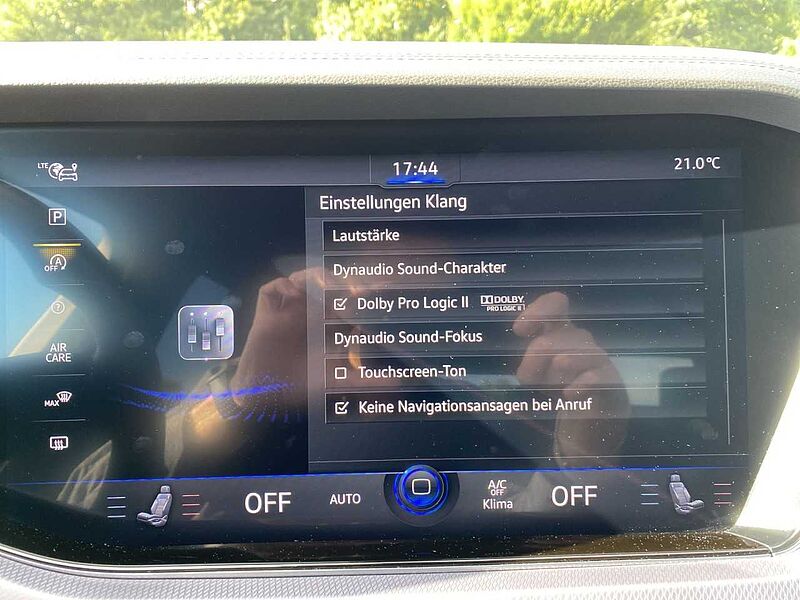 LTE
17:44
21.0°C
Einstellungen Klang
P
Lautstärke
A
OFF
Dynaudio Sound-Charakter
Dolby Pro Logic II DOLBY
PRO LOGIC II
Dynaudio Sound-Fokus
AIR
CARE
Touchscreen-Ton
MAX
Keine Navigationsansagen bei Anruf
OFF
AUTO
A/C
OFF
Klima
OFF